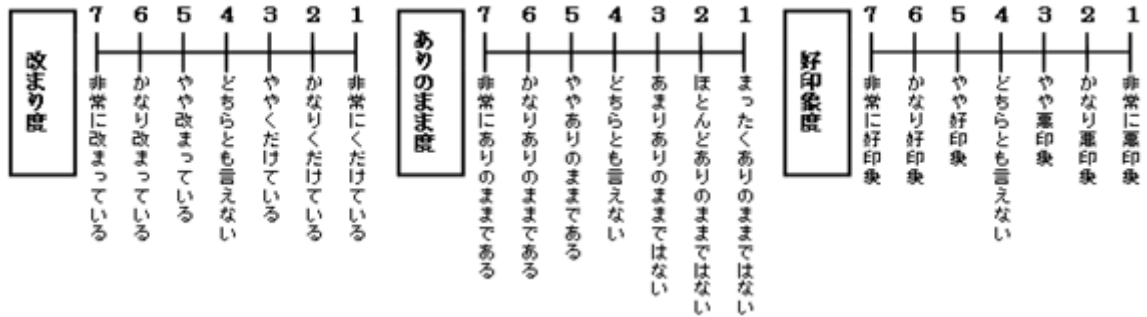 改まり度
7 6 5 4 3 2 1
非常に改まっている
かなり改まっている
やや改まっている
どちらとも言えない
ややくだけている
かなりくだけている
非常にくだけている
ありのまま度
7 6 5 4 3 2 1
非常にありのままである
かなりありのままである
ややありのままである
どちらとも言えない
あまりありのままではない
ほとんどありのままではない
まったくありのままではない
好印象度
7 6 5 4 3 2 1
非常に好印象
かなり好印象
やや好印象
どちらとも言えない
やや悪印象
かなり悪印象
非常に悪印象